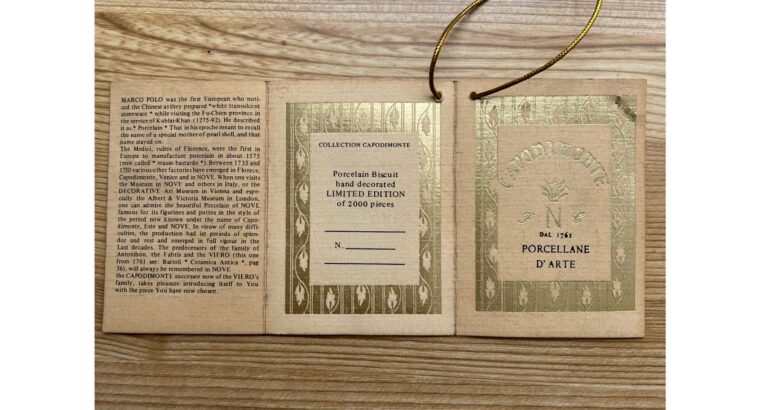 MARCO POLO was the first European who noti-
ced the Chinese as they prepared "white transulcent
stoneware " while visiting the Fu-Chien province in
the service of Kublai-Khan. (1275-92). He described
it as " Porcelain " That in his epoche meant to recall
the name of a special mother-of-pearl shell, and that
name stayed on:
The Medici, rulers of Florence, were the first in
Europe to manufacture porcelain in about 1575
(now called " masso bastardo "). Between 1735 and
1750 various other factories have emerged in Florece,
Capodimonte, Venice and in NOVE. When one visits
the Museum in NOVE and others in Italy, or the
DECORATIVE Art Museum in Vienna and espe-
cially the Albert & Victoria Museum in London,
one can admire the beautiful Porcelain of NOVE
famous for its figurines and puttos in the style of
the period now known under the name of Capo-
dimonte, Este and NOVE. In view of many diffi-
culties, the production had ist periods of splen-
dor and rest and emerged in full vigour in the
Last decades. The predecessors of the family of
Antonibon, the Fabris and the VIERO (this one
from 1761 see: Barioli " Ceramica Antica ", pag
36), will always be remembered in NOVE
the CAPODIMONTE successor now of the VIERO's
family, takes pleasure introducing itself to You
with the piece You have now chosen.
COLLECTION CAPODIMONTE
Porcelain Biscuit
hand decorated
LIMITED EDITION
of 2000 pieces
N.
CAPODIMONTE
N
DAL 1761
PORCELLANE
D'ARTE